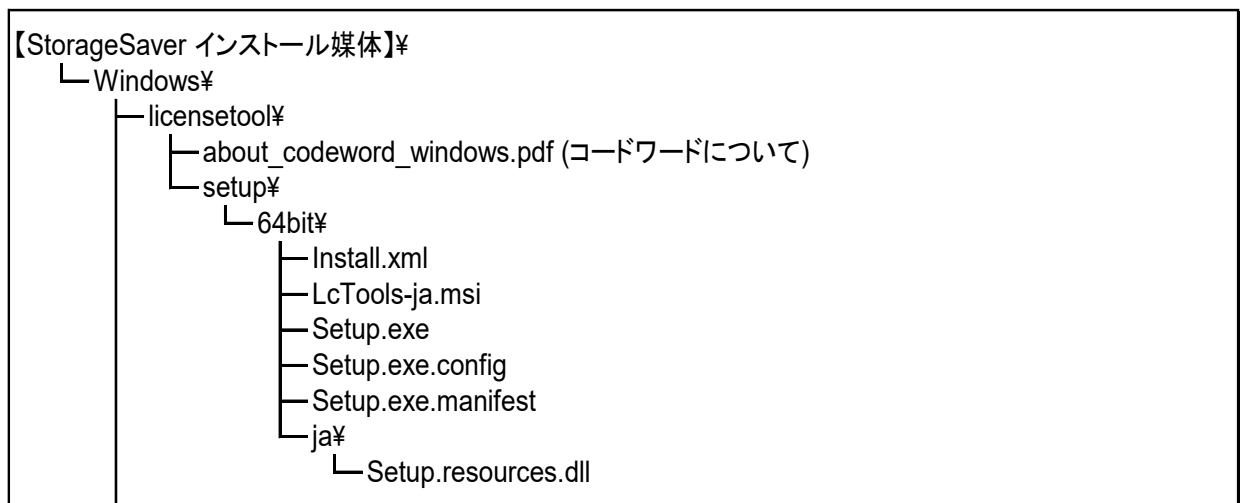 【StorageSaver インストール媒体】¥
Windows¥
licensetool¥
about_codeword_windows.pdf (コードワードについて)
setup¥
64bit¥
Install.xml
LcTools-ja.msi
Setup.exe
Setup.exe.config
Setup.exe.manifest
ja¥
Setup.resources.dll